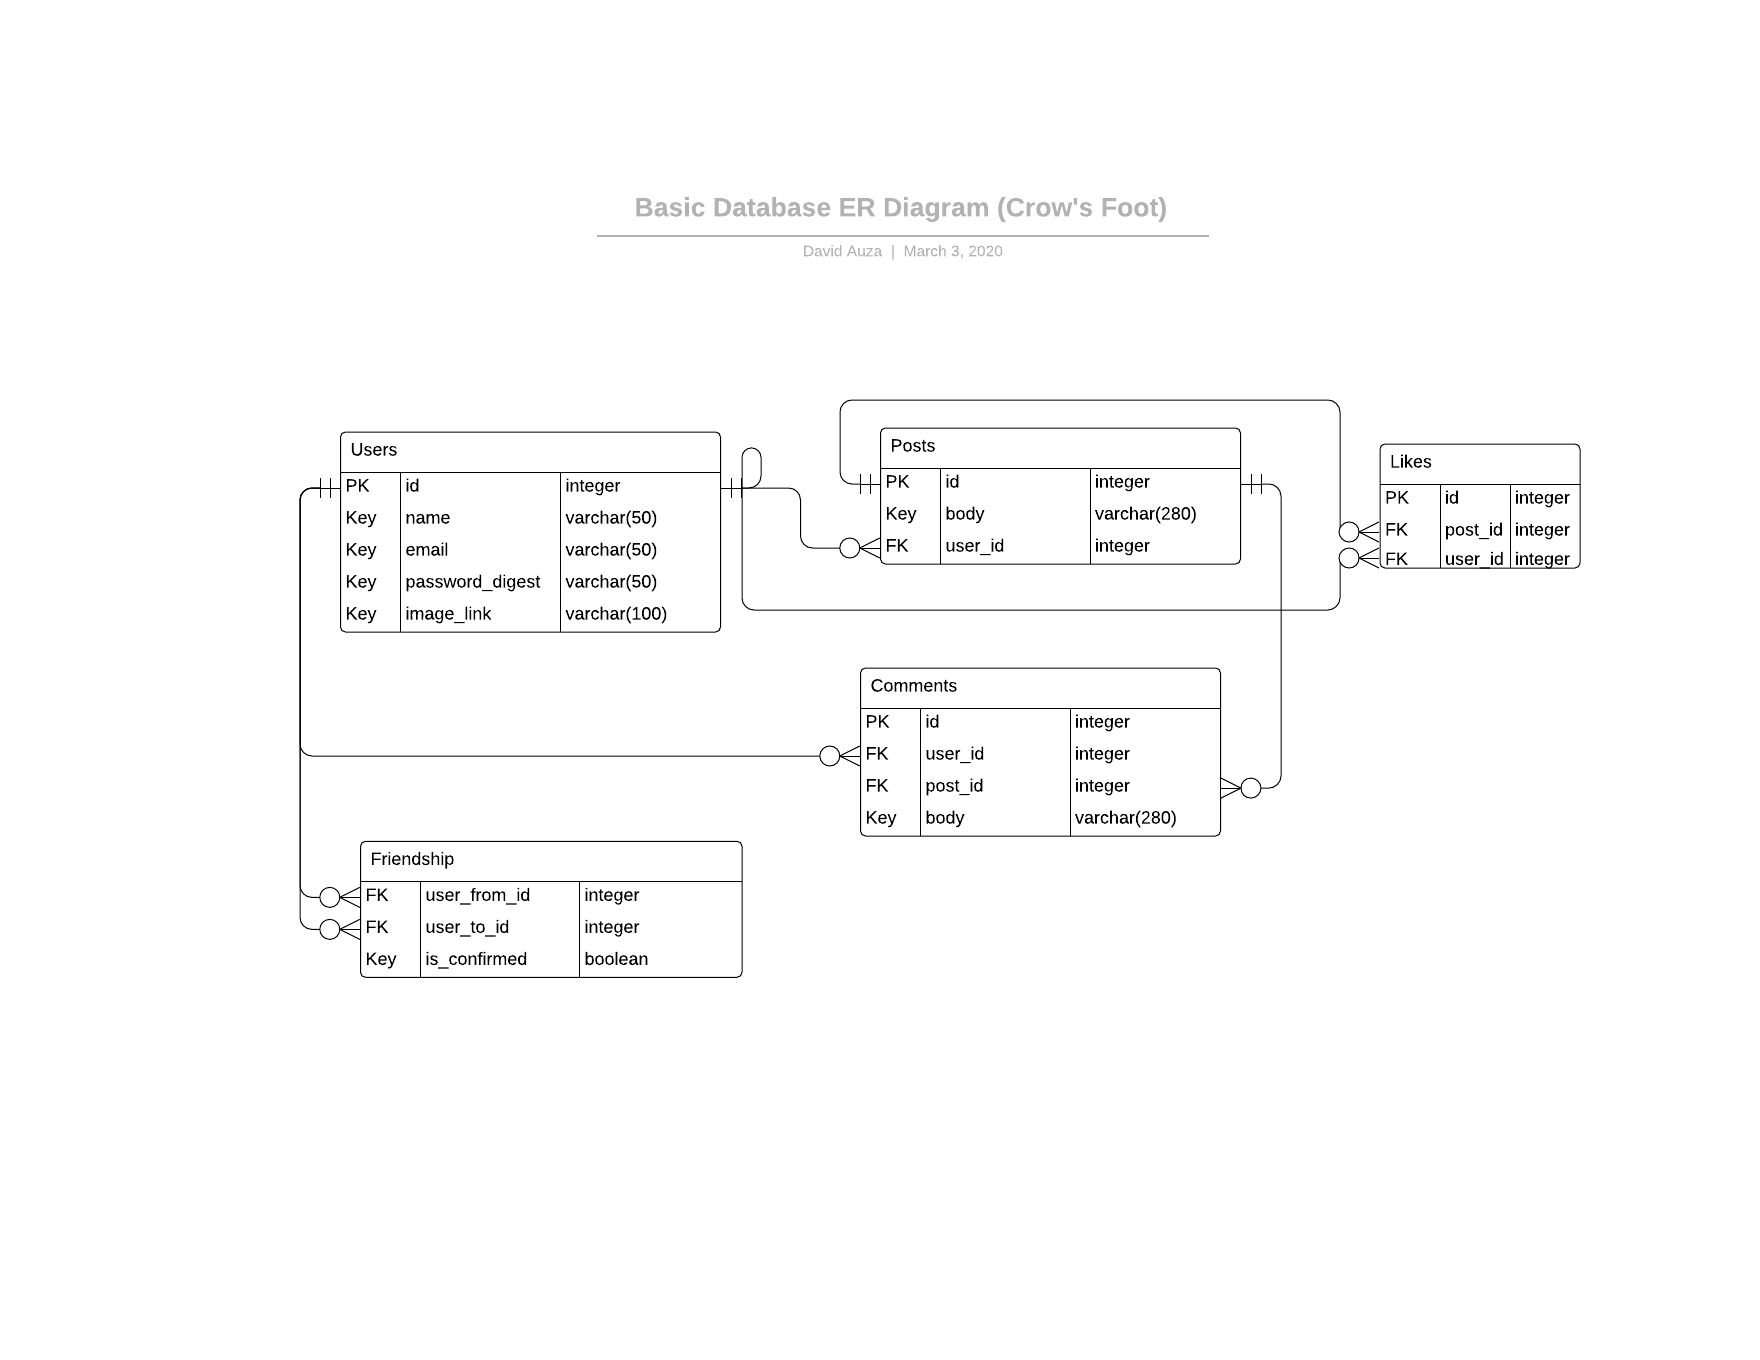 Basic Database ER Diagram (Crow's Foot)
David Auza | March 3, 2020
Users
PK id integer
Key name varchar(50)
Key email varchar(50)
Key password_digest varchar(50)
Key image_link varchar(100)
Posts
PK id integer
Key body varchar(280)
FK user_id integer
Likes
PK id integer
FK post_id integer
FK user_id integer
Comments
PK id integer
FK user_id integer
FK post_id integer
Key body varchar(280)
Friendship
FK user_from_id integer
FK user_to_id integer
Key is_confirmed boolean